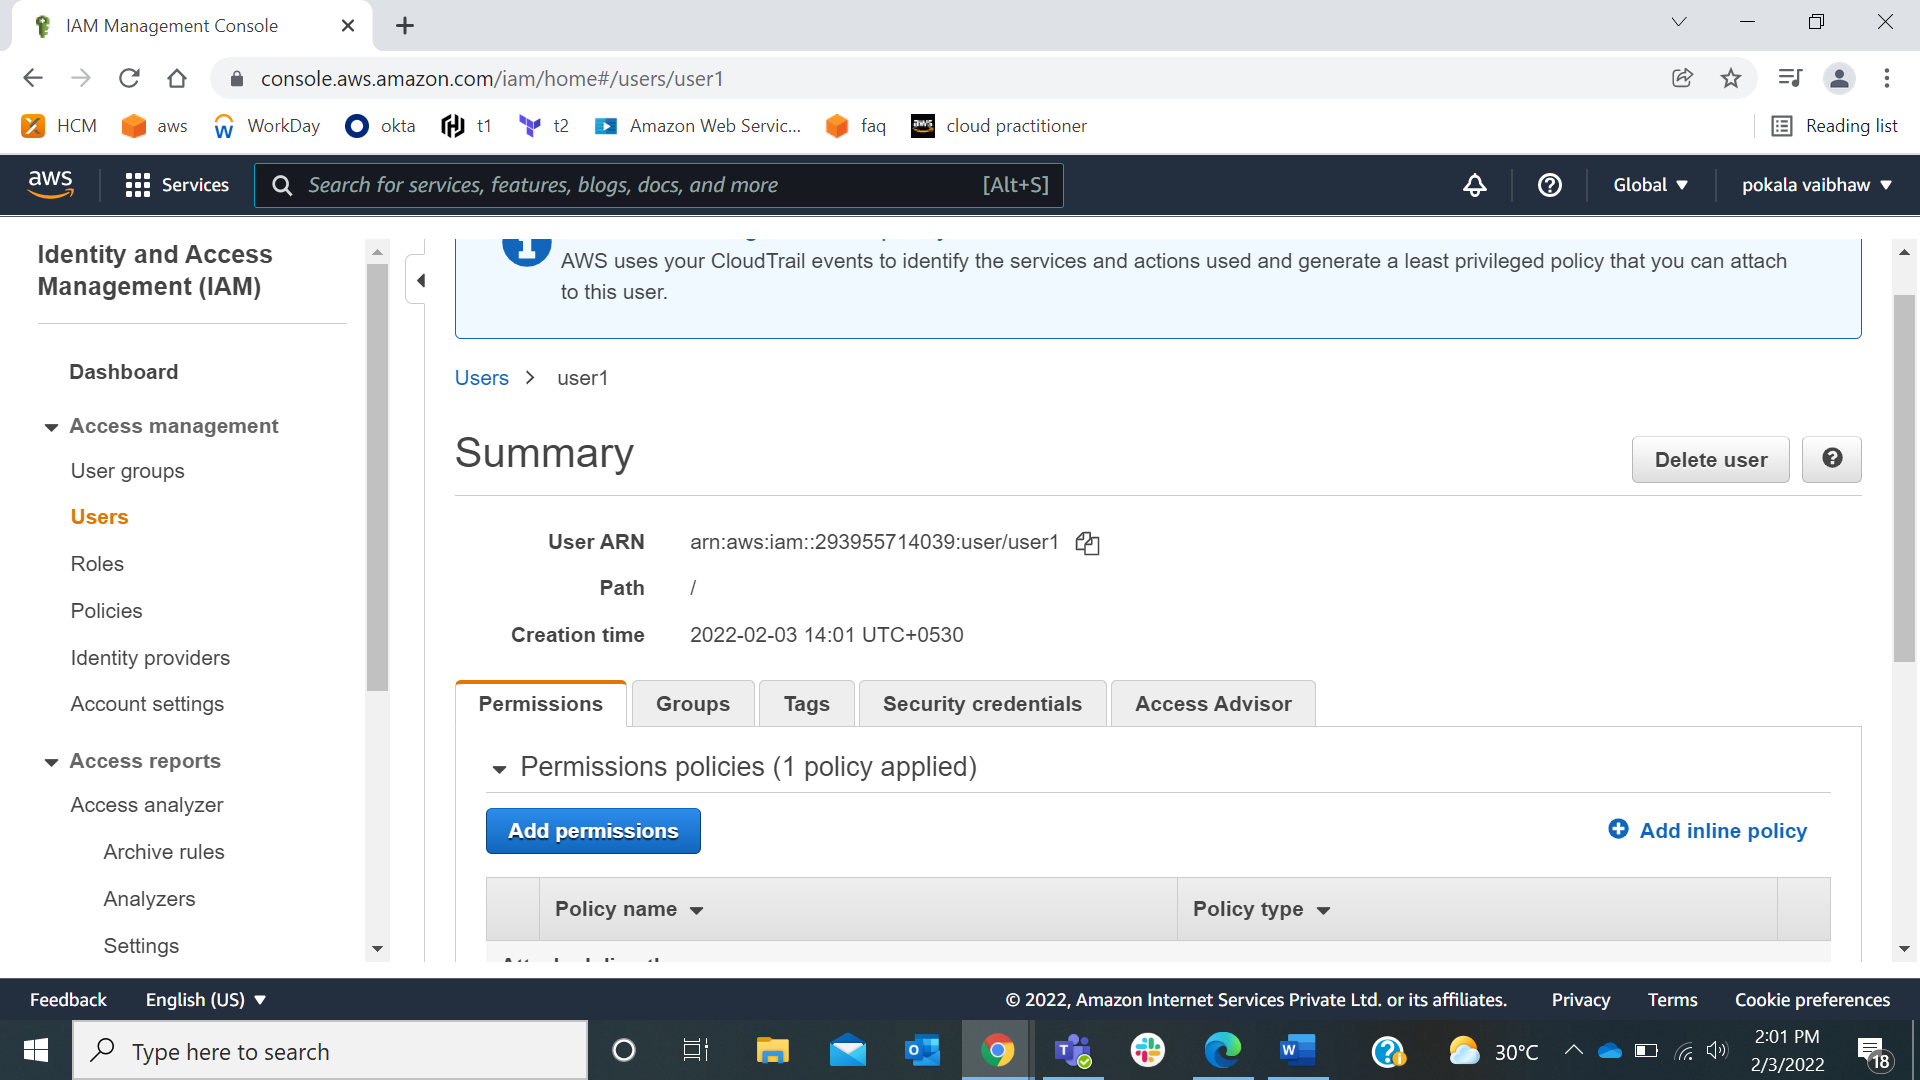 IAM Management Console
console.aws.amazon.com/iam/home#/users/user1
HCM
aws
WorkDay
okta
t1
t2
Amazon Web Servic...
faq
cloud practitioner
Reading list
aws
Services
Search for services, features, blogs, docs, and more
[Alt+S]
Global
pokala vaibhaw
Identity and Access
Management (IAM)
Dashboard
Access management
User groups
Users
Roles
Policies
Identity providers
Account settings
Access reports
Access analyzer
Archive rules
Analyzers
Settings
AWS uses your CloudTrail events to identify the services and actions used and generate a least privileged policy that you can attach
to this user.
Users > user1
Summary
Delete user
User ARN
arn:aws:iam::293955714039:user/user1
Path
/
Creation time
2022-02-03 14:01 UTC+0530
Permissions
Groups
Tags
Security credentials
Access Advisor
Permissions policies (1 policy applied)
Add permissions
Add inline policy
Policy name
Policy type
Feedback
English (US)
© 2022, Amazon Internet Services Private Ltd. or its affiliates.
Privacy
Terms
Cookie preferences
Type here to search
30°C
2:01 PM
2/3/2022
18